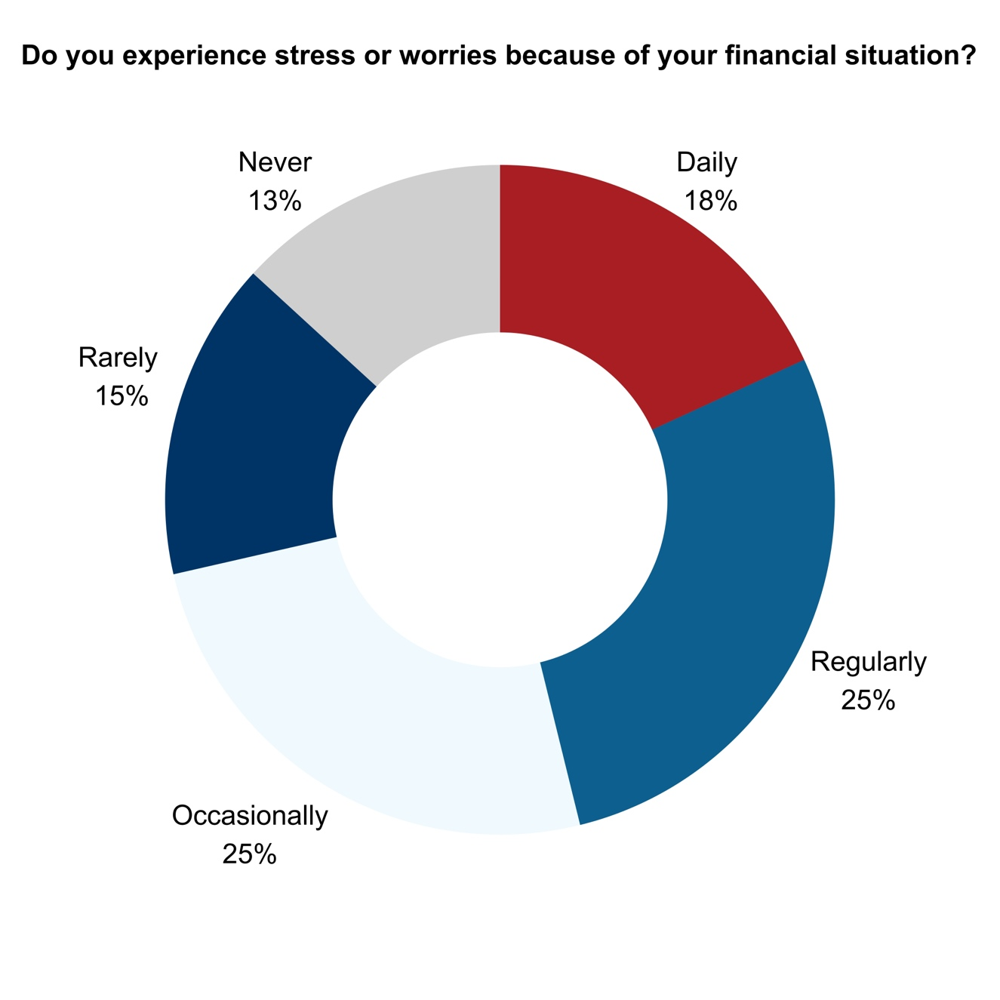 Do you experience stress or worries because of your financial situation?
Never
13%
Daily
18%
Rarely
15%
Regularly
25%
Occasionally
25%